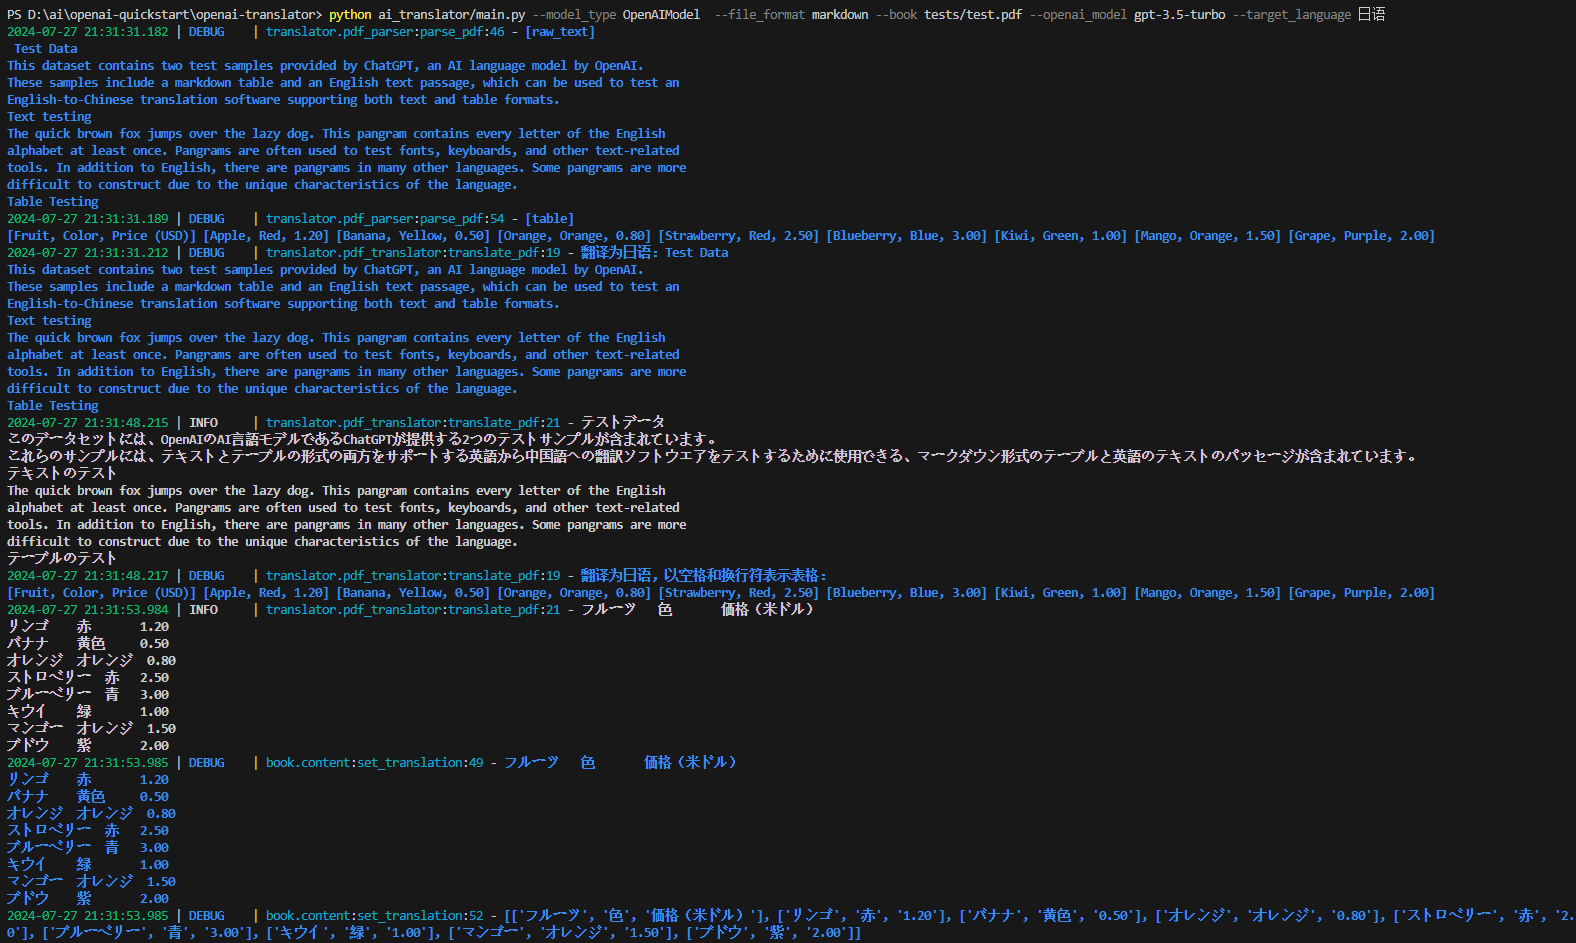 PS D:\ai\openai-quickstart\openai-translator> python ai_translator/main.py --model_type OpenAIModel  --file_format markdown --book tests/test.pdf --openai_model gpt-3.5-turbo --target_language 日语
2024-07-27 21:31:31.182 | DEBUG    | translator.pdf_parser:parse_pdf:46 - [raw_text]
 Test Data
This dataset contains two test samples provided by ChatGPT, an AI language model by OpenAI.
These samples include a markdown table and an English text passage, which can be used to test an
English-to-Chinese translation software supporting both text and table formats.
Text testing
The quick brown fox jumps over the lazy dog. This pangram contains every letter of the English
alphabet at least once. Pangrams are often used to test fonts, keyboards, and other text-related
tools. In addition to English, there are pangrams in many other languages. Some pangrams are more
difficult to construct due to the unique characteristics of the language.
Table Testing
2024-07-27 21:31:31.189 | DEBUG    | translator.pdf_parser:parse_pdf:54 - [table]
[Fruit, Color, Price (USD)] [Apple, Red, 1.20] [Banana, Yellow, 0.50] [Orange, Orange, 0.80] [Strawberry, Red, 2.50] [Blueberry, Blue, 3.00] [Kiwi, Green, 1.00] [Mango, Orange, 1.50] [Grape, Purple, 2.00]
2024-07-27 21:31:31.212 | DEBUG    | translator.pdf_translator:translate_pdf:19 - 翻译为日语：Test Data
This dataset contains two test samples provided by ChatGPT, an AI language model by OpenAI.
These samples include a markdown table and an English text passage, which can be used to test an
English-to-Chinese translation software supporting both text and table formats.
Text testing
The quick brown fox jumps over the lazy dog. This pangram contains every letter of the English
alphabet at least once. Pangrams are often used to test fonts, keyboards, and other text-related
tools. In addition to English, there are pangrams in many other languages. Some pangrams are more
difficult to construct due to the unique characteristics of the language.
Table Testing
2024-07-27 21:31:48.215 | INFO     | translator.pdf_translator:translate_pdf:21 - テストデータ
このデータセットには、OpenAIのAI言語モデルであるChatGPTが提供する2つのテストサンプルが含まれています。
これらのサンプルには、テキストとテーブルの形式の両方をサポートする英語から中国語への翻訳ソフトウエアをテストするために使用できる、マークダウン形式のテーブルと英語のテキストのパッセージが含まれています。
テキストのテスト
The quick brown fox jumps over the lazy dog. This pangram contains every letter of the English
alphabet at least once. Pangrams are often used to test fonts, keyboards, and other text-related
tools. In addition to English, there are pangrams in many other languages. Some pangrams are more
difficult to construct due to the unique characteristics of the language.
テーブルのテスト
2024-07-27 21:31:48.217 | DEBUG    | translator.pdf_translator:translate_pdf:19 - 翻译为日语，以空格和换行符表示表格：
[Fruit, Color, Price (USD)] [Apple, Red, 1.20] [Banana, Yellow, 0.50] [Orange, Orange, 0.80] [Strawberry, Red, 2.50] [Blueberry, Blue, 3.00] [Kiwi, Green, 1.00] [Mango, Orange, 1.50] [Grape, Purple, 2.00]
2024-07-27 21:31:53.984 | INFO     | translator.pdf_translator:translate_pdf:21 - フルーツ   色       価格（米ドル）
リンゴ    赤       1.20
バナナ    黄色     0.50
オレンジ  オレンジ  0.80
ストロベリー  赤   2.50
ブルーベリー  青   3.00
キウイ    緑       1.00
マンゴー  オレンジ  1.50
ブドウ    紫       2.00
2024-07-27 21:31:53.985 | DEBUG    | book.content:set_translation:49 - フルーツ   色       価格（米ドル）
リンゴ    赤       1.20
バナナ    黄色     0.50
オレンジ  オレンジ  0.80
ストロベリー  赤   2.50
ブルーベリー  青   3.00
キウイ    緑       1.00
マンゴー  オレンジ  1.50
ブドウ    紫       2.00
2024-07-27 21:31:53.985 | DEBUG    | book.content:set_translation:52 - [['フルーツ', '色', '価格（米ドル）'], ['リンゴ', '赤', '1.20'], ['バナナ', '黄色', '0.50'], ['オレンジ', 'オレンジ', '0.80'], ['ストロベリー', '赤', '2.5
0'], ['ブルーベリー', '青', '3.00'], ['キウイ', '緑', '1.00'], ['マンゴー', 'オレンジ', '1.50'], ['ブドウ', '紫', '2.00']]